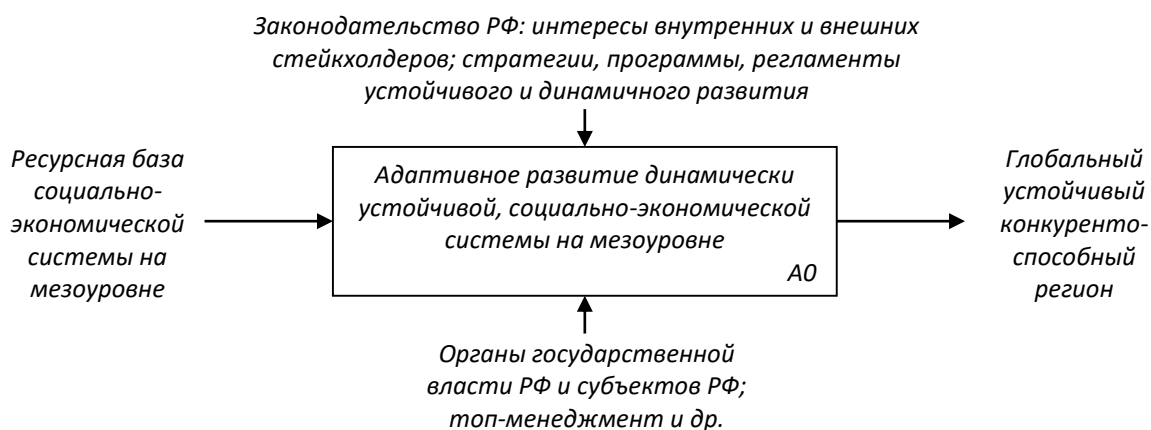 Законодательство РФ: интересы внутренних и внешних
стейкхолдеров; стратегии, программы, регламенты
устойчивого и динамичного развития
Ресурсная база
социально-
экономической
системы на
мезоуровне
Адаптивное развитие динамически
устойчивой, социально-экономической
системы на мезоуровне
А0
Глобальный
устойчивый
конкуренто-
способный
регион
Органы государственной
власти РФ и субъектов РФ;
топ-менеджмент и др.